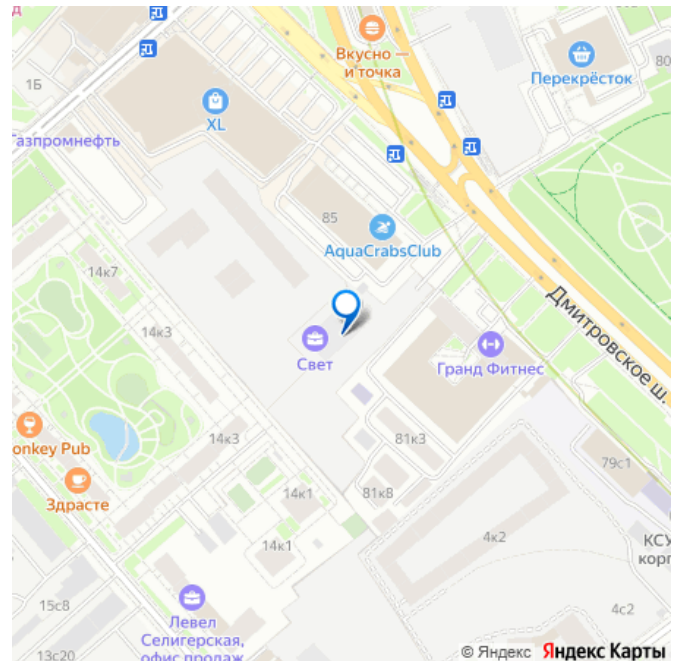 Вкусно —
и точка
Перекрёсток
80
1Б
XL
Газпромнефть
85
AquaCrabsClub
14к7
14к3
Свет
Дмитровское ш.
Гранд Фитнес
onkey Pub
14к3
81к3
79с1
Здрасте
14к1
81к8
4к2
14к1
КСУ
корп
15с8
Левел
Селигерская,
офис продаж
4с2
13с20
© Яндекс Яндекс Карты